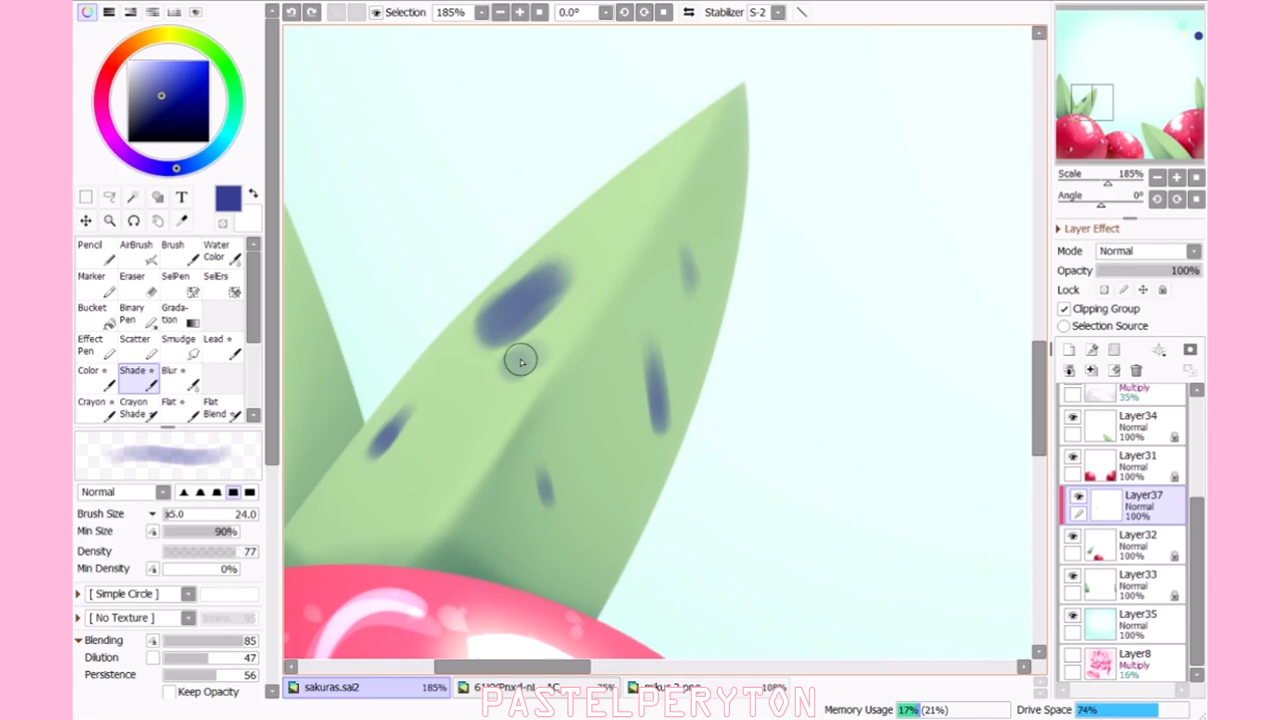 Selection 185% 0.0° Stabilizer S-2
T
Pencil AirBrush Brush Water Color
Marker Eraser SelPen SelErs
Bucket Binary Pen Grada-tion
Effect Pen Scatter Smudge Lead
Color Shade Blur
Crayon Crayon Shade Flat Flat Blend
Normal
Brush Size x5.0 24.0
Min Size 90%
Density 77
Min Density 0%
[ Simple Circle ]
[ No Texture ] 95
Blending 85
Dilution 47
Persistence 56
Keep Opacity
Scale 185%
Angle 0°
Layer Effect
Mode Normal
Opacity 100%
Lock
Clipping Group
Selection Source
Multiply
35%
Layer34
Normal
100%
Layer31
Normal
100%
Layer37
Normal
100%
Layer32
Normal
100%
Layer33
Normal
100%
Layer35
Normal
100%
Layer8
Multiply
16%
sakuras.sai2 185%
PASTELPERYTON
Memory Usage 17% (21%) Drive Space 74%